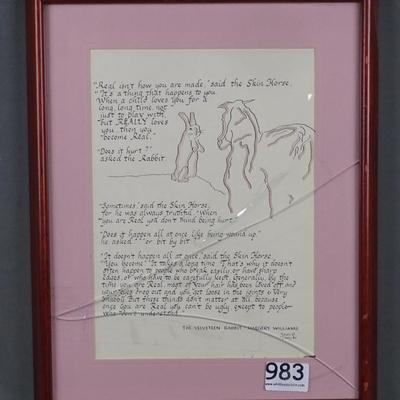 "Real isn't how you are made," said the Skin Horse.
"It's a thing that happens to you.
When a child loves you for a
long, long time, not
just to play with,
but REALLY loves
you, then you
become Real."
"Does it hurt?"
asked the Rabbit.
"Sometimes," said the Skin Horse,
for he was always truthful. "When
you are Real you don't mind being hurt."
"Does it happen all at once, like being wound up,"
he asked, "or bit by bit
"It doesn't happen all at once," said the Skin Horse.
"You become. It takes a long time. That's why it doesn't
often happen to people who break easily, or have sharp
edges, or who have to be carefully kept. Generally, by the
time you are Real, most of your hair has been loved off, and
your eyes drop out and you get loose in the joints & very
shabby. But these things don't matter at all, because
once you are Real you can't be ugly, except to people
who don't understand."
THE VELVETEEN RABBIT - MARGERY WILLIAMS
983